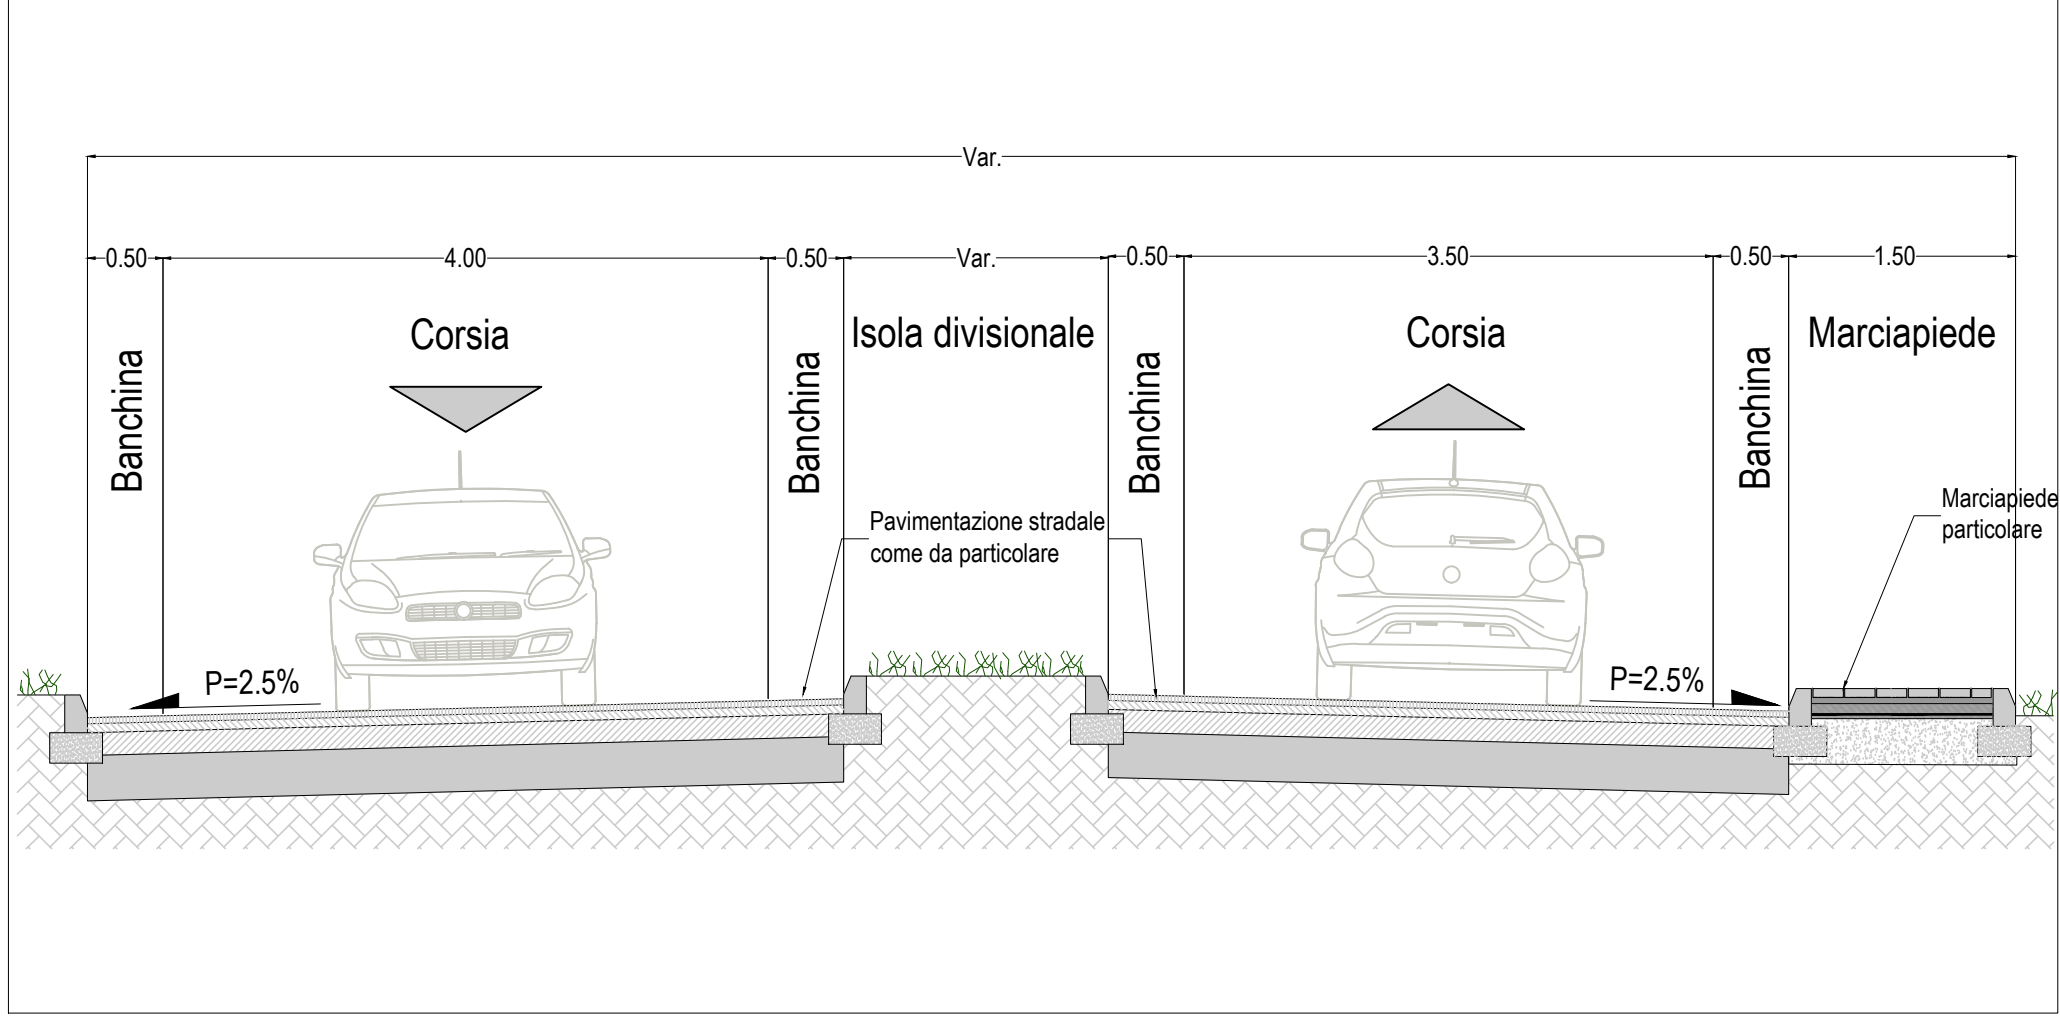 Var.
0.50
4.00
0.50
Var.
0.50
3.50
0.50
1.50
Corsia
Isola divisionale
Corsia
Marciapiede
Banchina
Banchina
Banchina
Banchina
Pavimentazione stradale
come da particolare
Marciapiede
particolare
P=2.5%
P=2.5%